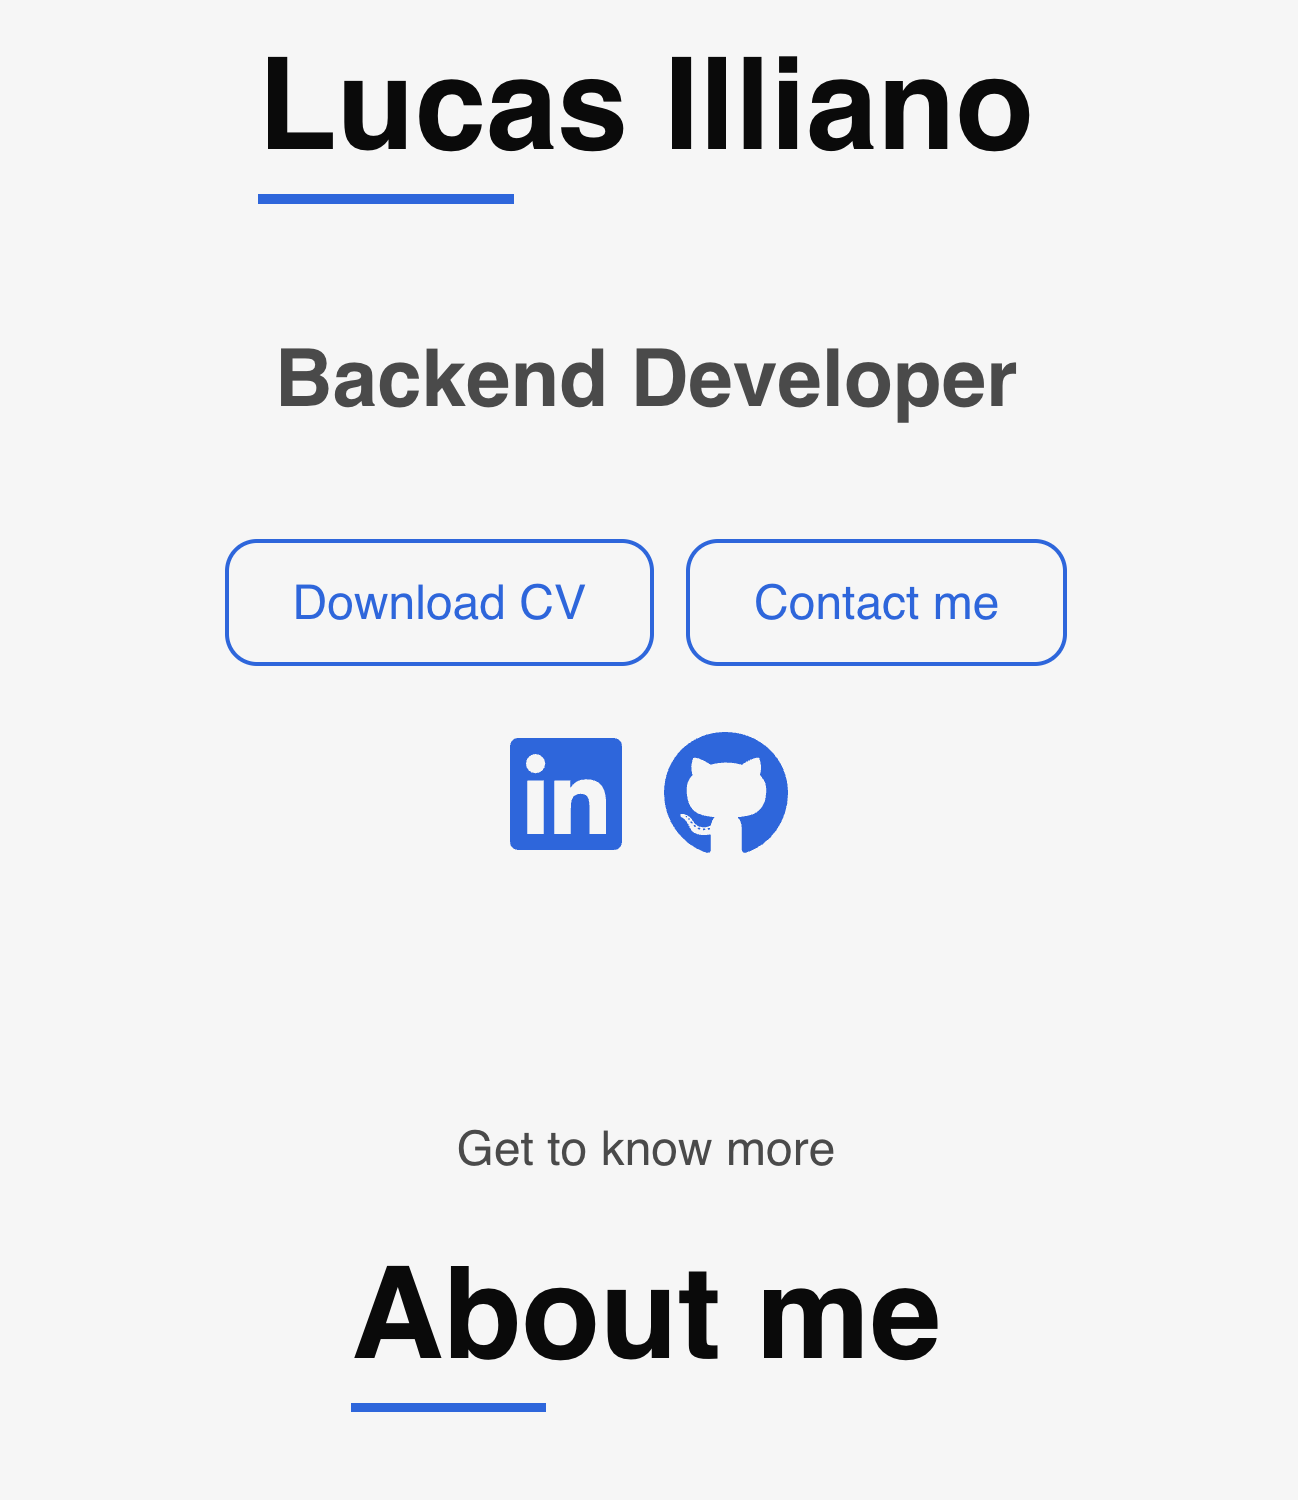 Lucas Illiano
Backend Developer
Download CV
Contact me
in
Get to know more
About me